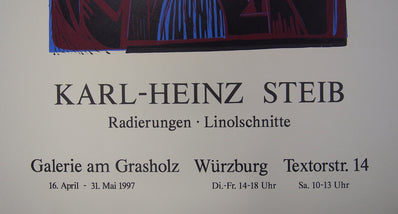 KARL-HEINZ STEIB
Radierungen · Linolschnitte
Galerie am Grasholz Würzburg Textorstr. 14
16. April - 31. Mai 1997 Di.-Fr. 14-18 Uhr Sa. 10-13 Uhr